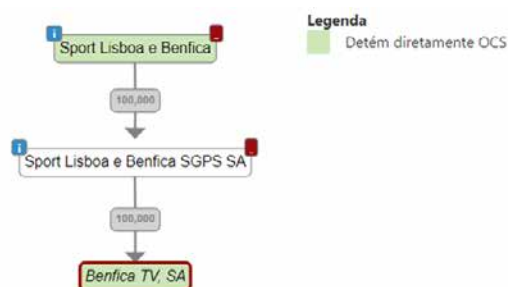 Legenda
Detém diretamente OCS
Sport Lisboa e Benfica
100,000
Sport Lisboa e Benfica SGPS SA
100,000
Benfica TV, SA